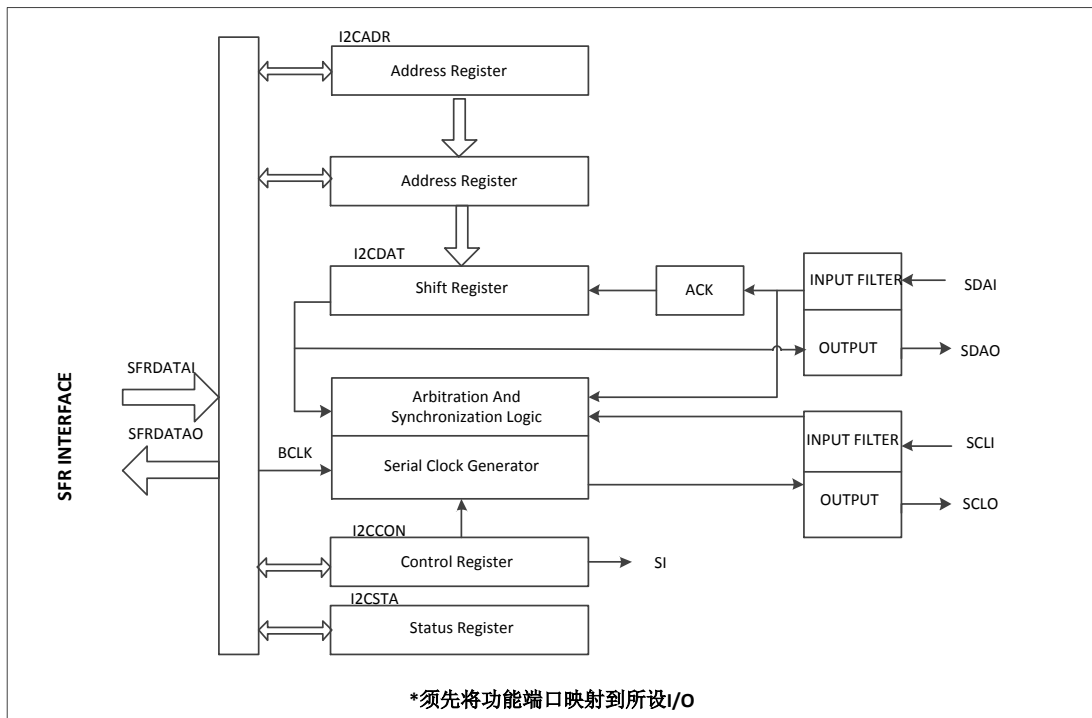 I2CADR
Address Register
Address Register
I2CDAT
Shift Register
ACK
INPUT FILTER
SDAI
OUTPUT
SDAO
SFR INTERFACE
SFRDATAI
SFRDATAO
BCLK
Arbitration And
Synchronization Logic
Serial Clock Generator
INPUT FILTER
SCLI
OUTPUT
SCLO
I2CCON
Control Register
SI
I2CSTA
Status Register
*须先将功能端口映射到所设I/O